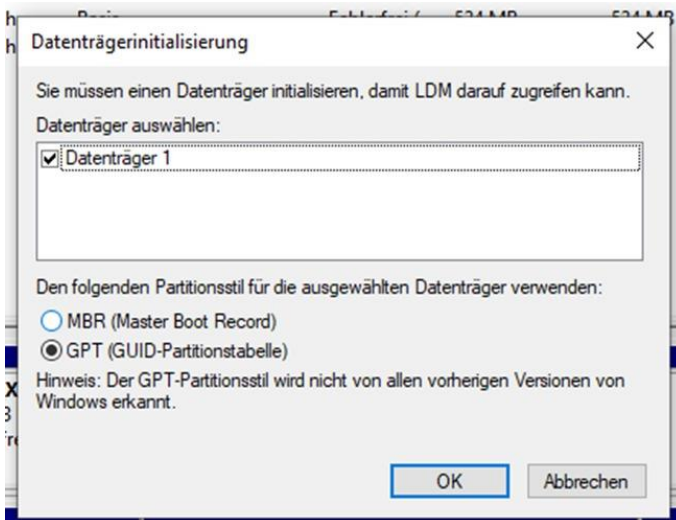 Datenträgerinitialisierung
Sie müssen einen Datenträger initialisieren, damit LDM darauf zugreifen kann.
Datenträger auswählen:
Datenträger 1
Den folgenden Partitionsstil für die ausgewählten Datenträger verwenden:
MBR (Master Boot Record)
GPT (GUID-Partitionstabelle)
Hinweis: Der GPT-Partitionsstil wird nicht von allen vorherigen Versionen von
Windows erkannt.
OK Abbrechen